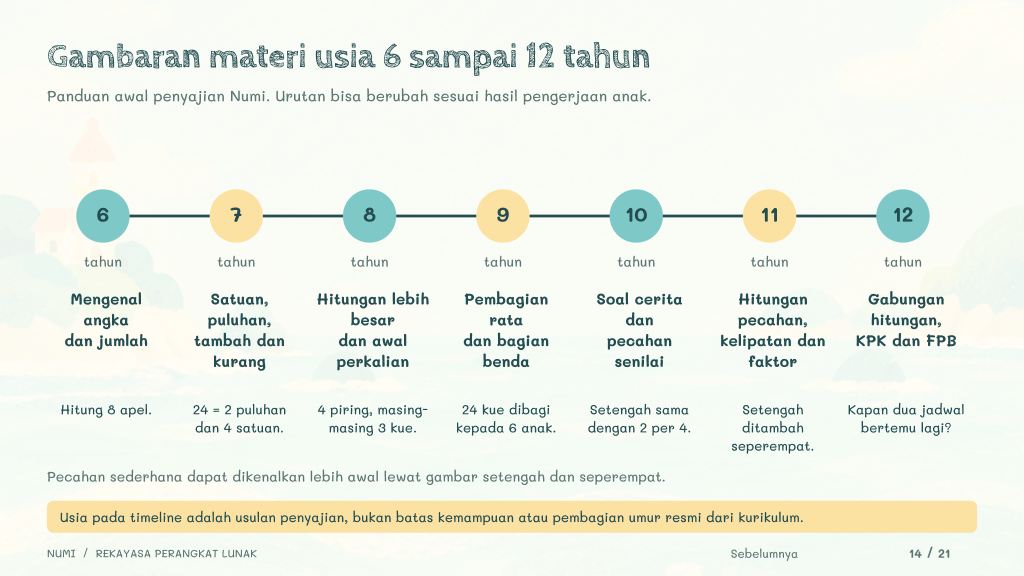 Gambaran materi usia 6 sampai 12 tahun
Panduan awal penyajian Numi. Urutan bisa berubah sesuai hasil pengerjaan anak.
6
tahun
Mengenal
angka
dan jumlah
Hitung 8 apel.
7
tahun
Satuan,
puluhan,
tambah dan
kurang
24 = 2 puluhan
dan 4 satuan.
8
tahun
Hitungan lebih
besar
dan awal
perkalian
4 piring, masing-
masing 3 kue.
9
tahun
Pembagian
rata
dan bagian
benda
24 kue dibagi
kepada 6 anak.
10
tahun
Soal cerita
dan
pecahan
senilai
Setengah sama
dengan 2 per 4.
11
tahun
Hitungan
pecahan,
kelipatan dan
faktor
Setengah
ditambah
seperempat.
12
tahun
Gabungan
hitungan,
KPK dan FPB
Kapan dua jadwal
bertemu lagi?
Pecahan sederhana dapat dikenalkan lebih awal lewat gambar setengah dan seperempat.
Usia pada timeline adalah usulan penyajian, bukan batas kemampuan atau pembagian umur resmi dari kurikulum.
NUMI / REKAYASA PERANGKAT LUNAK
Sebelumnya
14 / 21